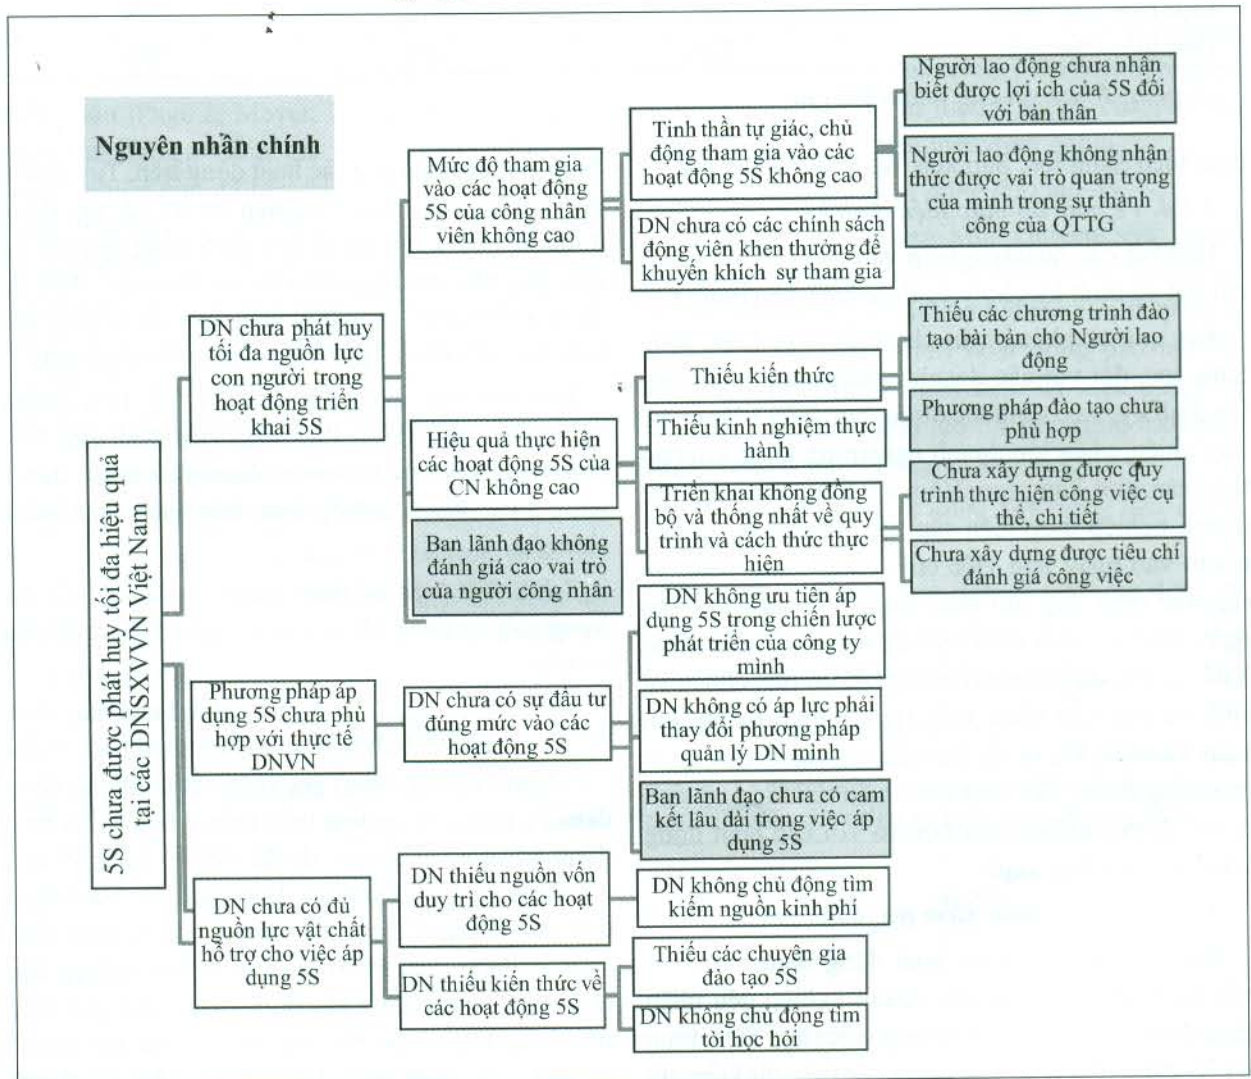 Nguyên nhân chính
5S chưa được phát huy tối đa hiệu quả
tại các DNSXVVN Việt Nam
DN chưa phát huy
tối đa nguồn lực
con người trong
hoạt động triển
khai 5S
Mức độ tham gia
vào các hoạt động
5S của công nhân
viên không cao
Tinh thần tự giác, chủ
động tham gia vào các
hoạt động 5S không cao
Người lao động chưa nhận
biết được lợi ích của 5S đối
với bản thân
Người lao động không nhận
thức được vai trò quan trọng
của mình trong sự thành
công của QTTG
DN chưa có các chính sách
động viên khen thưởng để
khuyến khích sự tham gia
Hiệu quả thực hiện
các hoạt động 5S của
CN không cao
Thiếu kiến thức
Thiếu các chương trình đào
tạo bài bản cho Người lao
động
Phương pháp đào tạo chưa
phù hợp
Thiếu kinh nghiệm thực
hành
Triển khai không đồng
bộ và thống nhất về quy
trình và cách thức thực
hiện
Chưa xây dựng được quy
trình thực hiện công việc cụ
thể, chi tiết
Chưa xây dựng được tiêu chí
đánh giá công việc
Ban lãnh đạo không
đánh giá cao vai trò
của người công nhân
Phương pháp áp
dụng 5S chưa phù
hợp với thực tế
DNVN
DN chưa có sự đầu tư
đúng mức vào các
hoạt động 5S
DN không ưu tiên áp
dụng 5S trong chiến lược
phát triển của công ty
mình
DN không có áp lực phải
thay đổi phương pháp
quản lý DN mình
Ban lãnh đạo chưa có cam
kết lâu dài trong việc áp
dụng 5S
DN chưa có đủ
nguồn lực vật chất
hỗ trợ cho việc áp
dụng 5S
DN thiếu nguồn vốn
duy trì cho các hoạt
động 5S
DN không chủ động tìm
kiếm nguồn kinh phí
DN thiếu kiến thức về
các hoạt động 5S
Thiếu các chuyên gia
đào tạo 5S
DN không chủ động tìm
tòi học hỏi